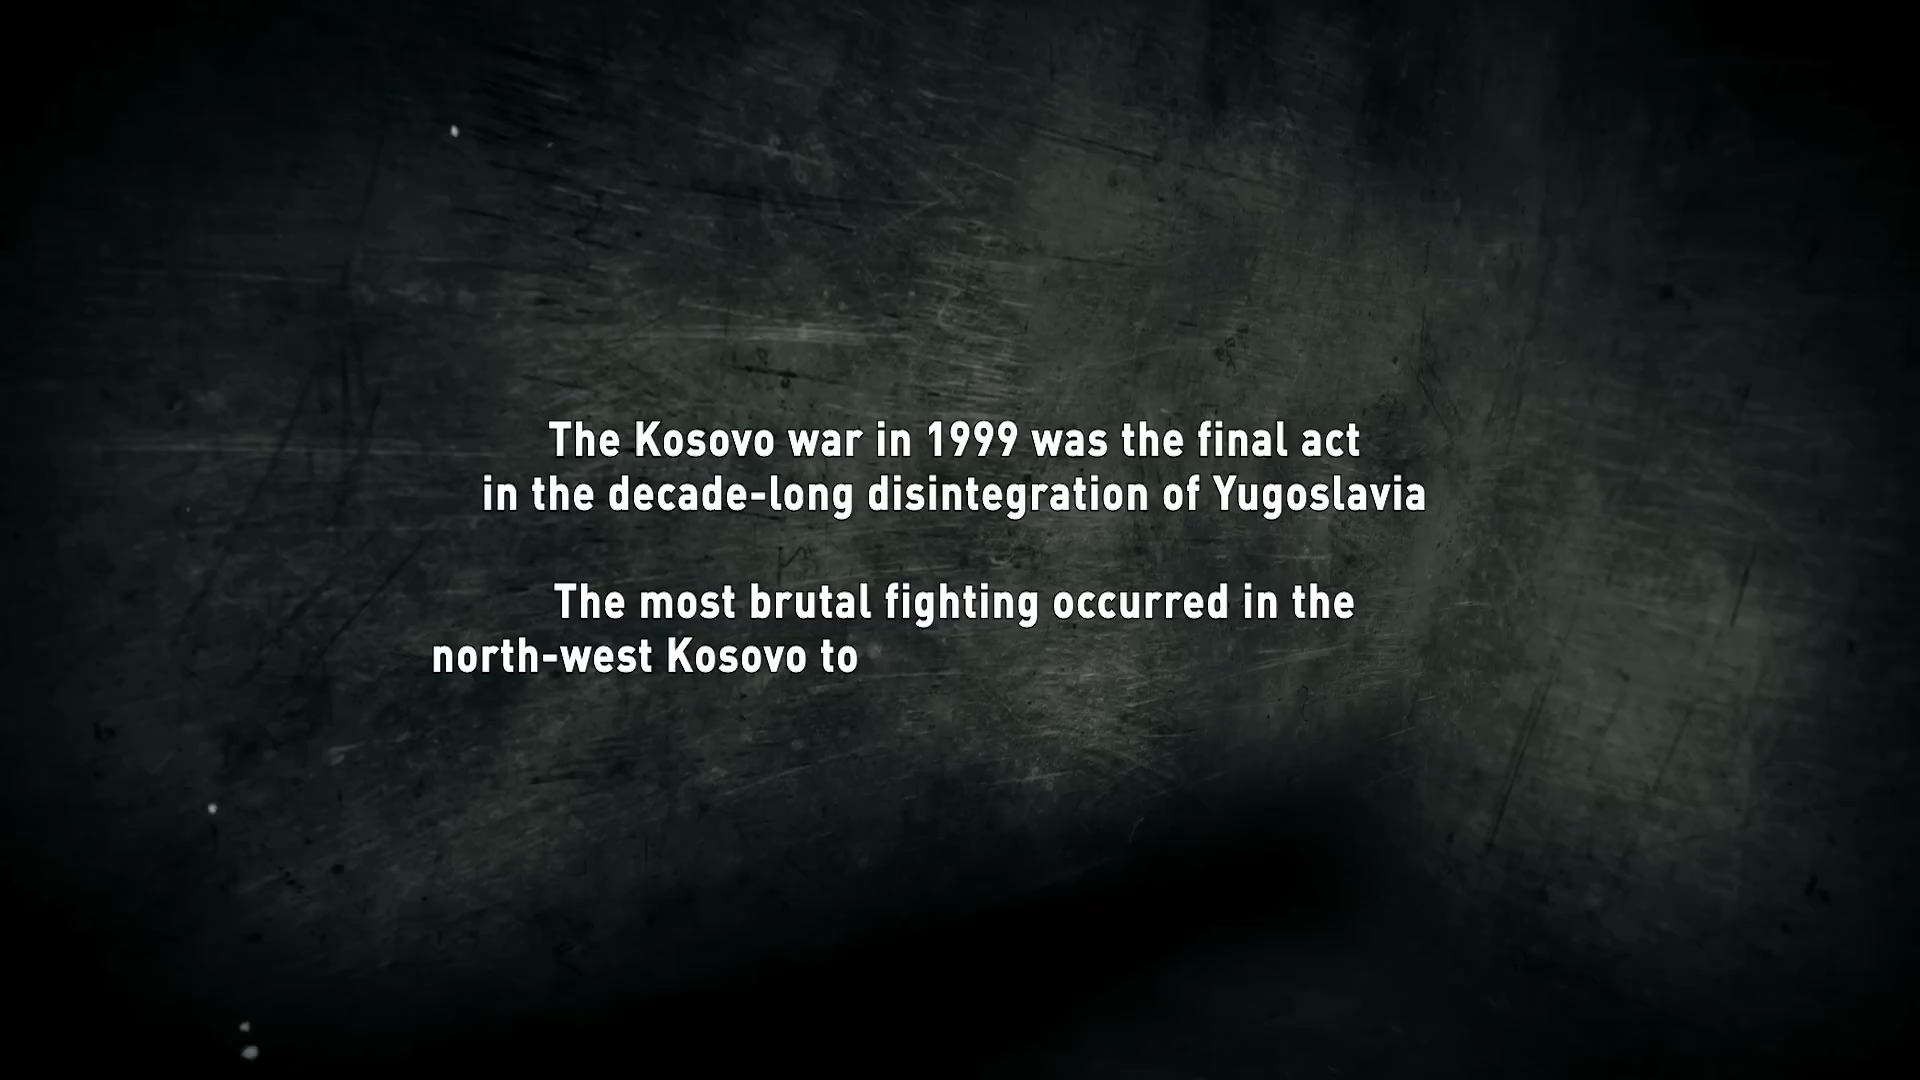 The Kosovo war in 1999 was the final act
in the decade-long disintegration of Yugoslavia
The most brutal fighting occurred in the
north-west Kosovo to